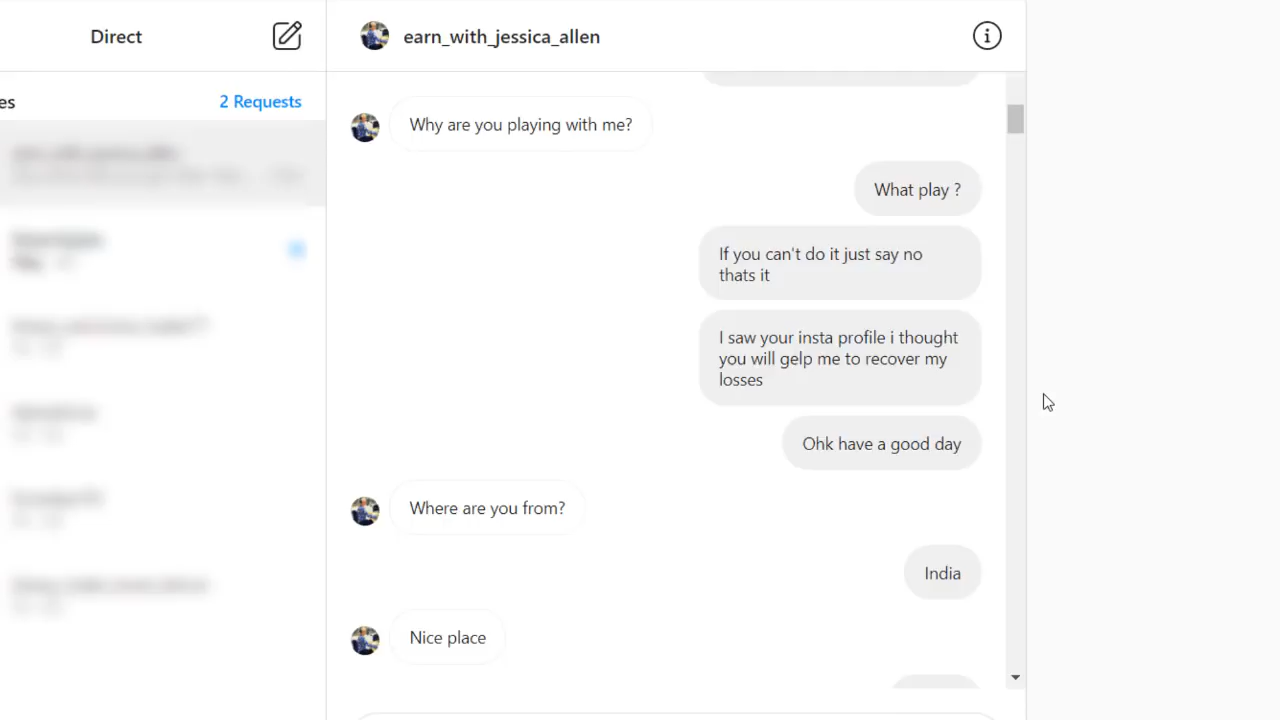 Direct
earn_with_jessica_allen
es
2 Requests
Why are you playing with me?
What play ?
If you can't do it just say no
thats it
I saw your insta profile i thought
you will gelp me to recover my
losses
Ohk have a good day
Where are you from?
India
Nice place